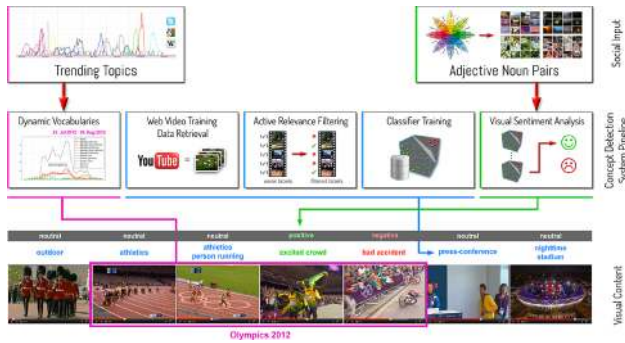 Trending Topics
Adjective Noun Pairs
Social Input
Dynamic Vocabularies
Web Video Training
Data Retrieval
You Tube
Active Relevance Filtering
Classifier Training
Visual Sentiment Analysis
Concept Detection
System Pipeline
neutral
neutral
neutral
positive
negative
neutral
neutral
outdoor
athletics
athletics
person running
excited crowd
bad accident
press-conference
nighttime
stadium
Visual Content
Olympics 2012